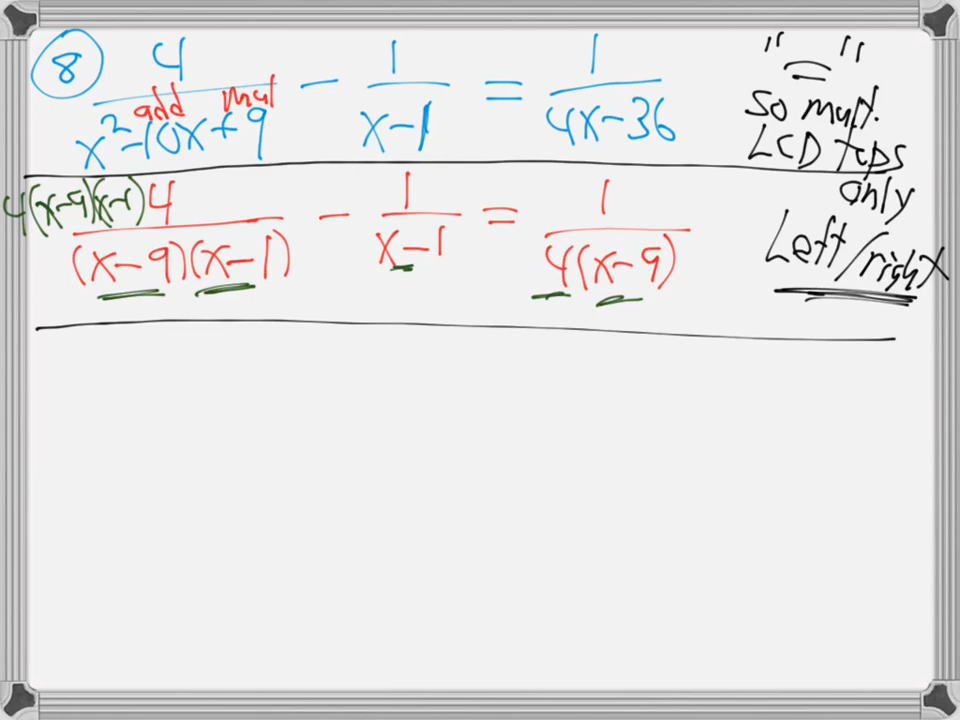 8 4/(x²-10x+9) - 1/(x-1) = 1/(4x-36)
add mul
"="
so mult.
LCD tops
only
Left/right
4(x-9)(x-1) 4/((x-9)(x-1)) - 1/(x-1) = 1/(4(x-9))